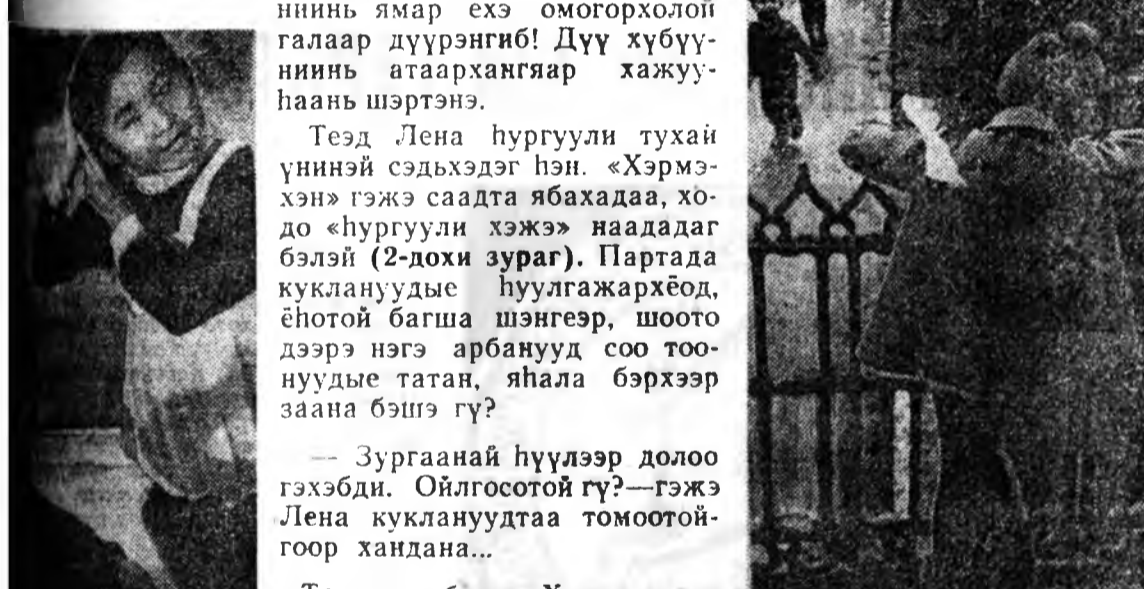 ниинь ямар ехэ омогорхолой
галаар дүүрэнгиб! Дүү хүбүү-
ниинь атаархангяар хажуу-
һаань шэртэнэ.
Теэд Лена һургуули тухай
үнинэй сэдьхэдэг һэн. «Хэрмэ-
хэн» гэжэ саадта ябахадаа, хо-
до «һургуули хэжэ» наададаг
бэлэй (2-дохи зураг). Партада
куклануудые һуулгажархёод,
ёһотой багша шэнгеэр, шоото
дээрэ нэгэ арбанууд соо тоо-
нуудые татан, яһала бэрхээр
заана бэшэ гү?
— Зургаанай һүүлээр долоо
гэхэбди. Ойлгосотой гү?—гэжэ
Лена куклануудтаа томоотой-
гоор хандана...